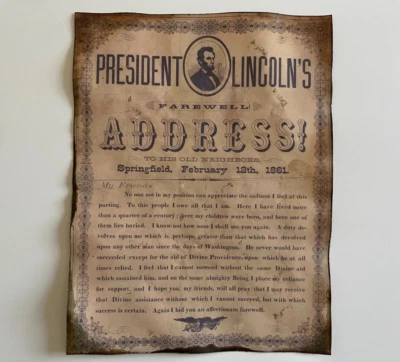 PRESIDENT LINCOLN'S
FAREWELL
ADDRESS!
TO HIS OLD NEIGHBORS,
Springfield, February 12th, 1861.
My Friends
No one not in my position can appreciate the sadness I feel at this
parting. To this people I owe all that I am. Here I have lived more
than a quarter of a century; here my children were born, and here one of
them lies buried. I know not how soon I shall see you again. A duty de-
volves upon me which is, perhaps, greater than that which has devolved
upon any other man since the days of Washington. He never would have
succeeded except for the aid of Divine Providence, upon which he at all
times relied. I feel that I cannot succeed without the same Divine aid
which sustained him, and on the same almighty Being I place my reliance
for support, and I hope you, my friends, will all pray that I may receive
that Divine assistance without which I cannot succeed, but with which
success is certain. Again I bid you an affectionate farewell.